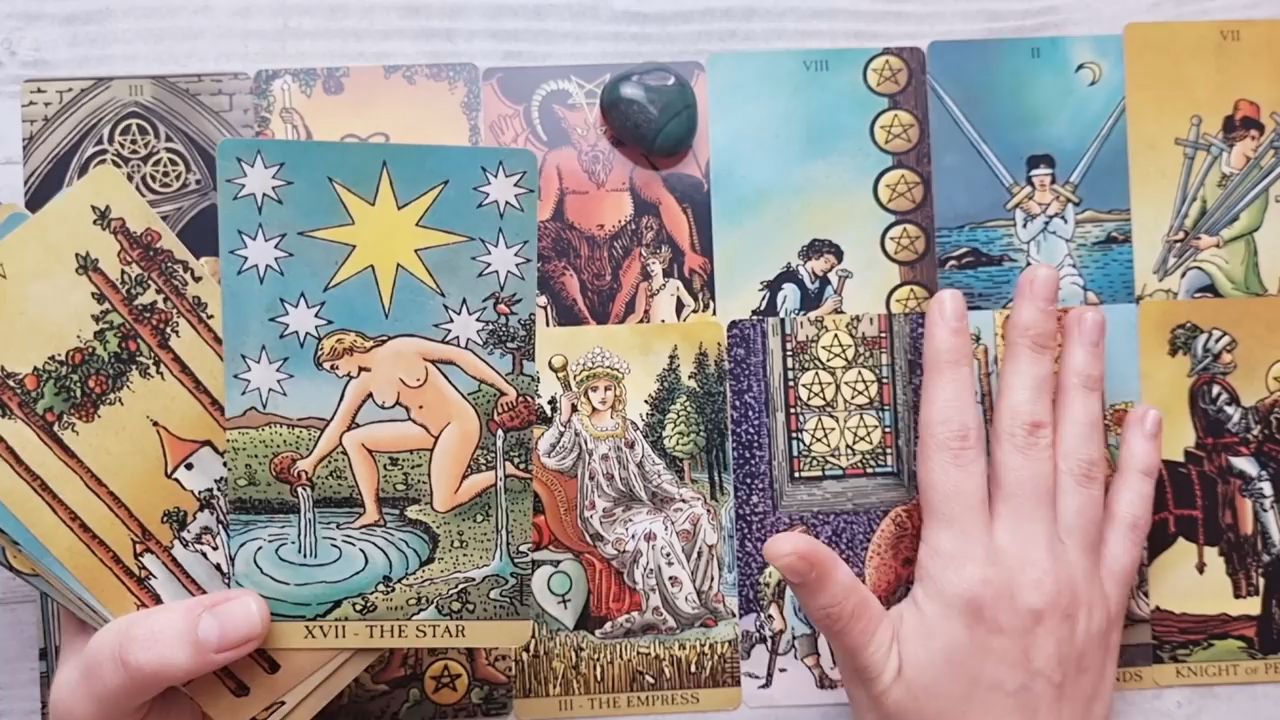 III
VIII
II
VII
XVII - THE STAR
III - THE EMPRESS
NDS
KNIGHT OF PE